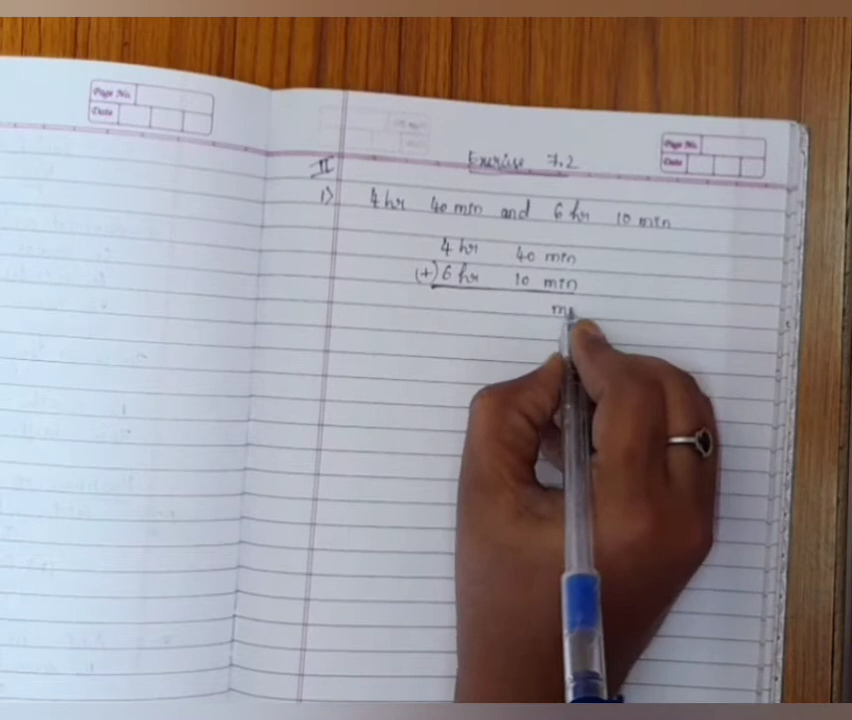 Page No.
Date
Page No.
Date
Exercise 7.2
II
1) 4 hr 40 min and 6 hr 10 min
4 hr 40 min
(+) 6 hr 10 min